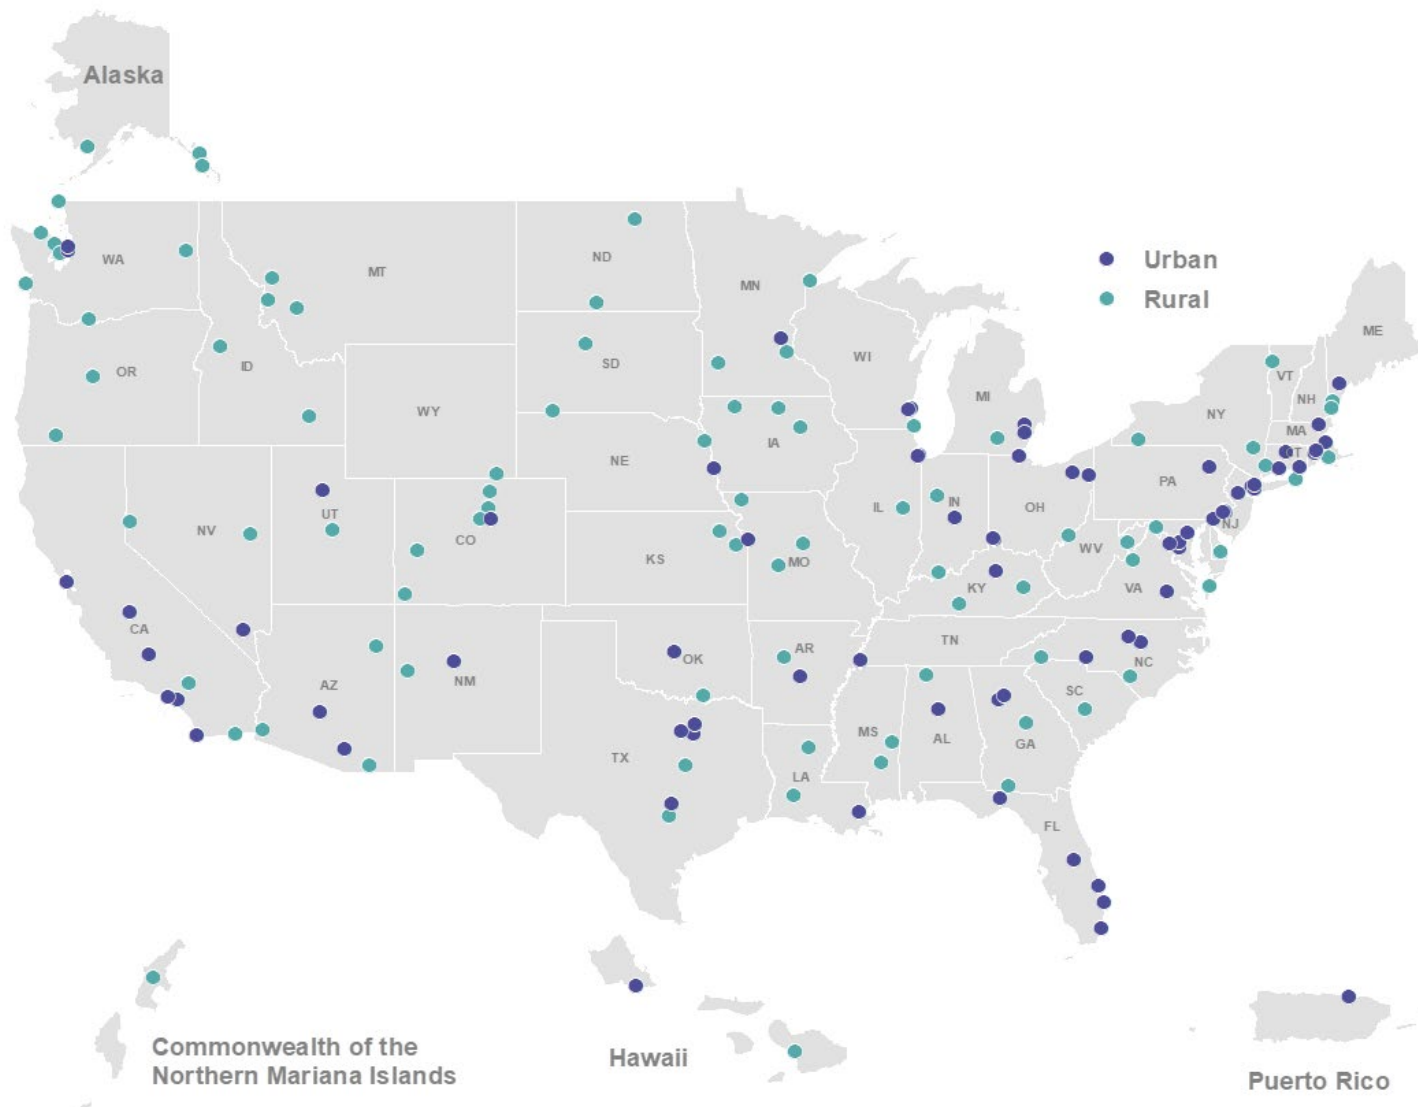 Alaska
WA
MT
ND
MN
Urban
Rural
ME
OR
ID
SD
WI
MI
VT
NH
NY
MA
CT
WY
IA
NE
PA
NV
UT
CO
IL
IN
OH
NJ
WV
KS
MO
KY
VA
CA
TN
AZ
NM
OK
AR
NC
SC
TX
MS
AL
GA
LA
FL
Commonwealth of the
Northern Mariana Islands
Hawaii
Puerto Rico